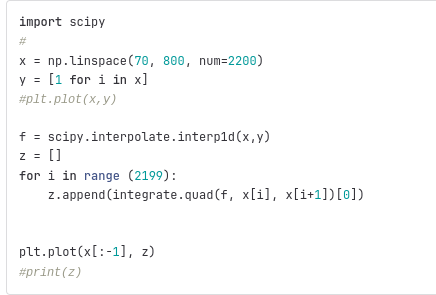 import scipy
#
x = np.linspace(70, 800, num=2200)
y = [1 for i in x]
#plt.plot(x,y)
f = scipy.interpolate.interp1d(x,y)
z = []
for i in range (2199):
    z.append(integrate.quad(f, x[i], x[i+1])[0])
plt.plot(x[:-1], z)
#print(z)